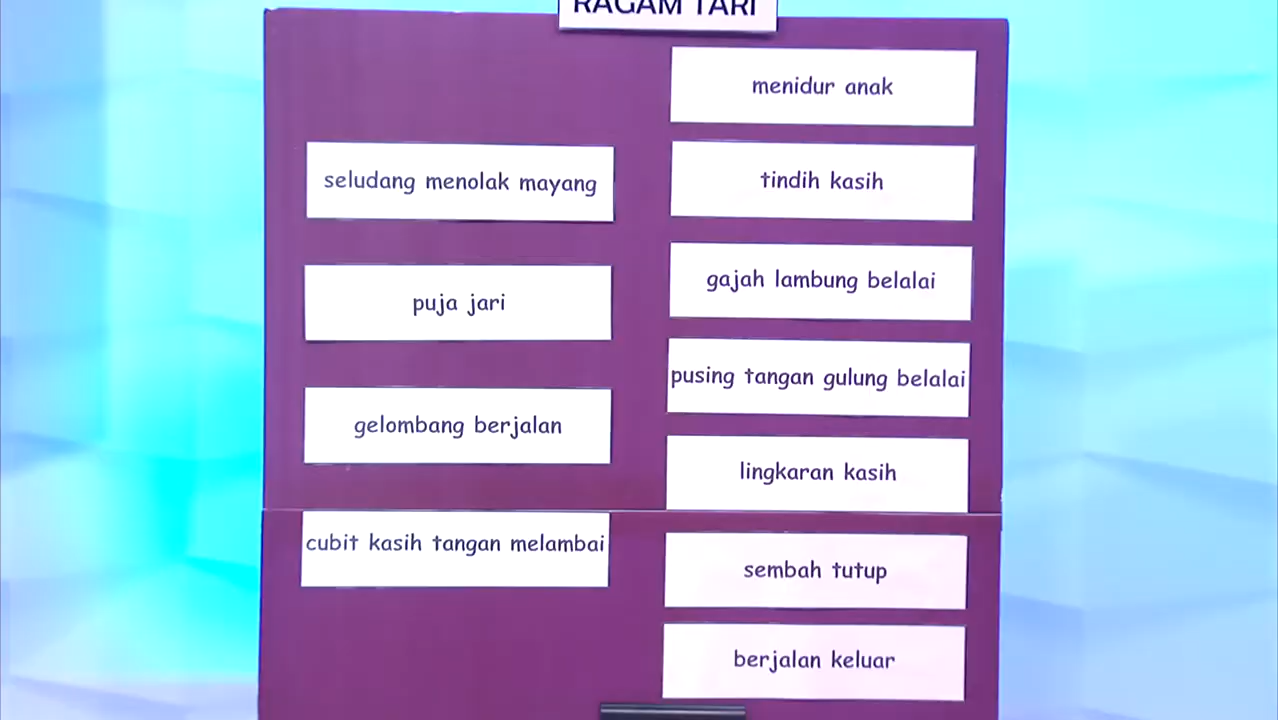 RAGAM TARI
seludang menolak mayang
puja jari
gelombang berjalan
cubit kasih tangan melambai
menidur anak
tindih kasih
gajah lambung belalai
pusing tangan gulung belalai
lingkaran kasih
sembah tutup
berjalan keluar